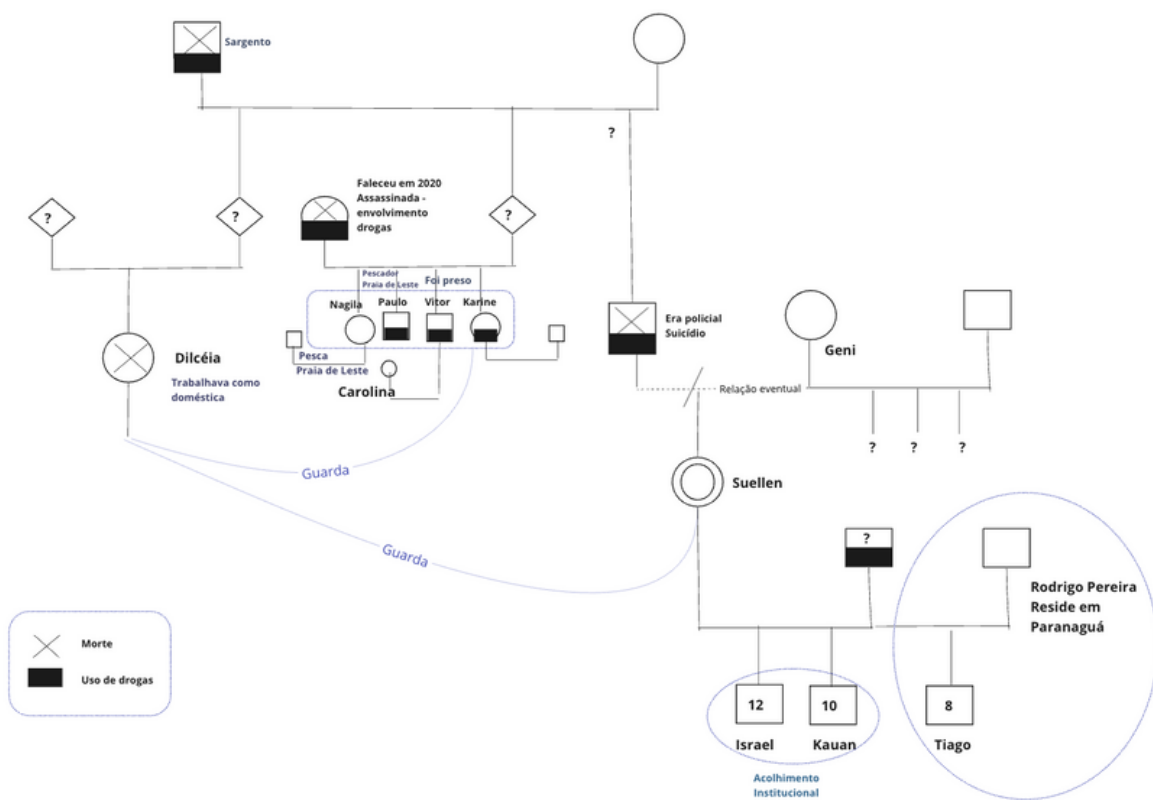 Sargento
?
Faleceu em 2020
Assassinada -
envolvimento
drogas
?
?
?
Pescador
Praia de Leste
Foi preso
Nagila
Paulo
Vitor
Karine
Pesca
Praia de Leste
Carolina
Dilcéia
Trabalhava como
doméstica
Era policial
Suicídio
Geni
Relação eventual
?
?
?
Guarda
Guarda
Suellen
?
Rodrigo Pereira
Reside em
Paranaguá
Morte
Uso de drogas
12
10
8
Israel
Kauan
Tiago
Acolhimento
Institucional